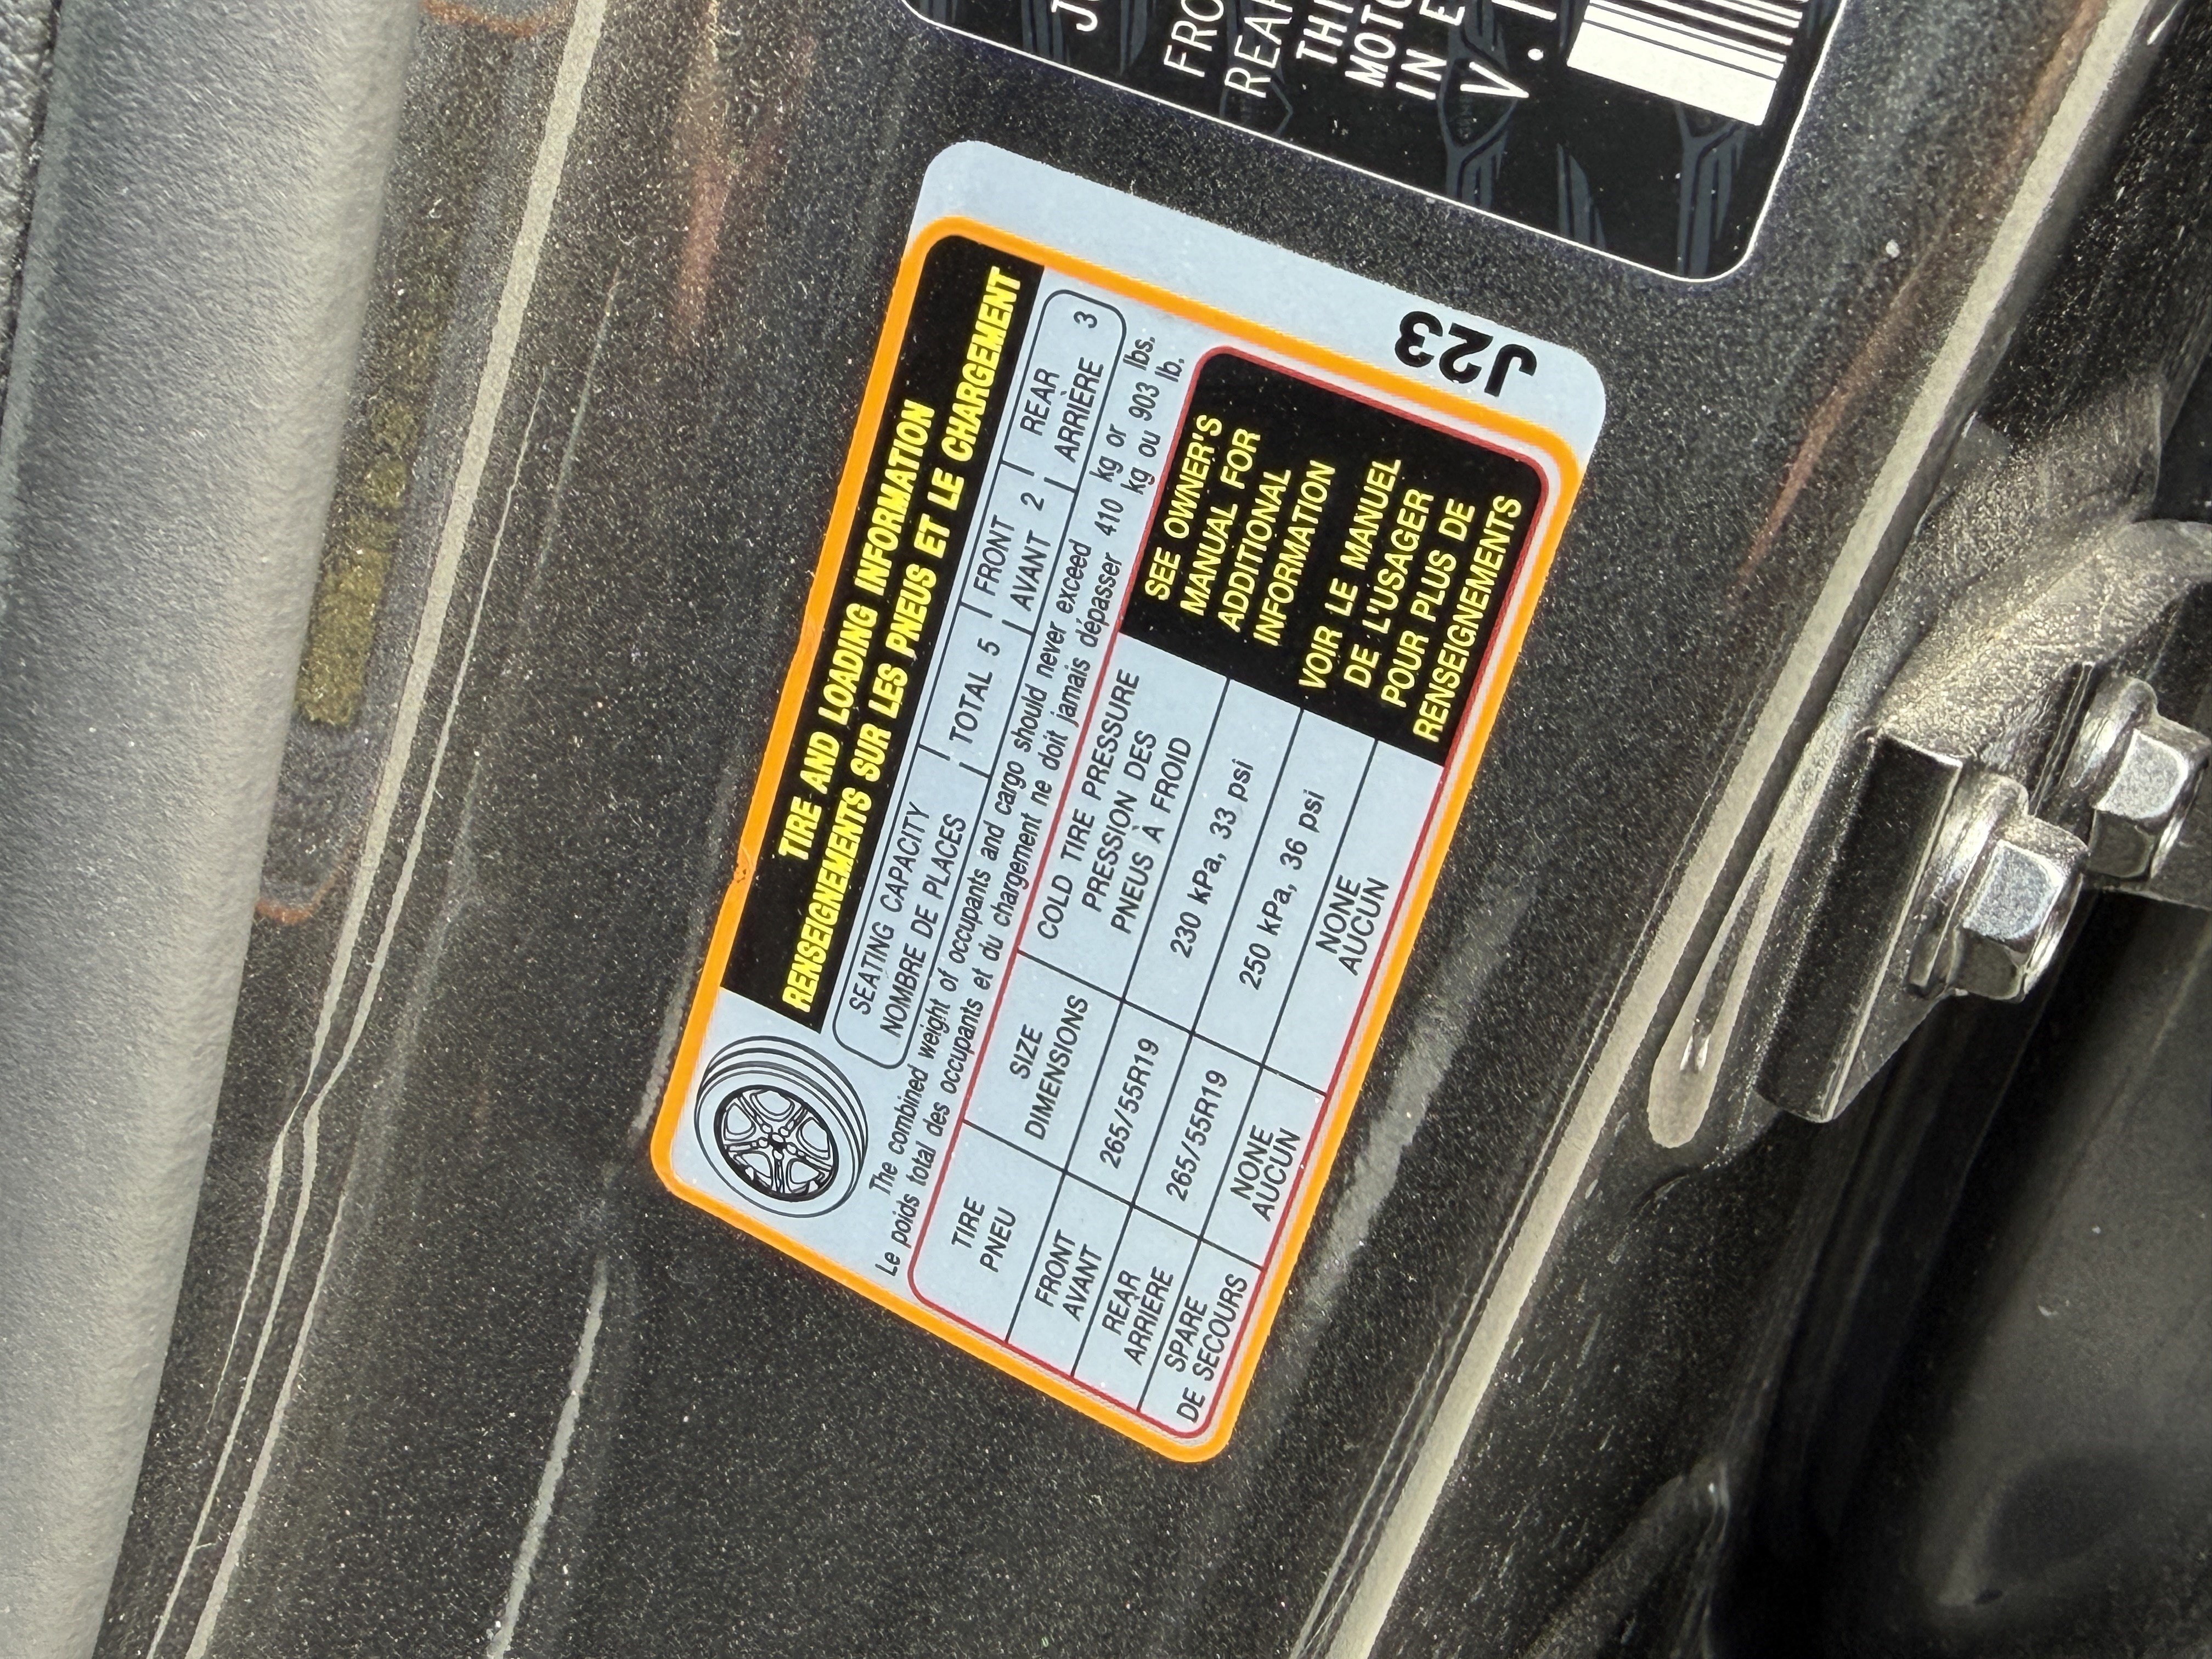 TIRE AND LOADING INFORMATION
RENSEIGNEMENTS SUR LES PNEUS ET LE CHARGEMENT
SEATING CAPACITY
NOMBRE DE PLACES
TOTAL 5
FRONT
AVANT 2
REAR
ARRIÈRE 3
The combined weight of occupants and cargo should never exceed 410 kg or 903 lbs.
Le poids total des occupants et du chargement ne doit jamais dépasser 410 kg ou 903 lb.
TIRE
PNEU
SIZE
DIMENSIONS
COLD TIRE PRESSURE
PRESSION DES
PNEUS À FROID
FRONT
AVANT
265/55R19
230 kPa, 33 psi
REAR
ARRIÈRE
265/55R19
250 kPa, 36 psi
SPARE
DE SECOURS
NONE
AUCUN
NONE
AUCUN
SEE OWNER'S
MANUAL FOR
ADDITIONAL
INFORMATION
VOIR LE MANUEL
DE L'USAGER
POUR PLUS DE
RENSEIGNEMENTS
J23
IN